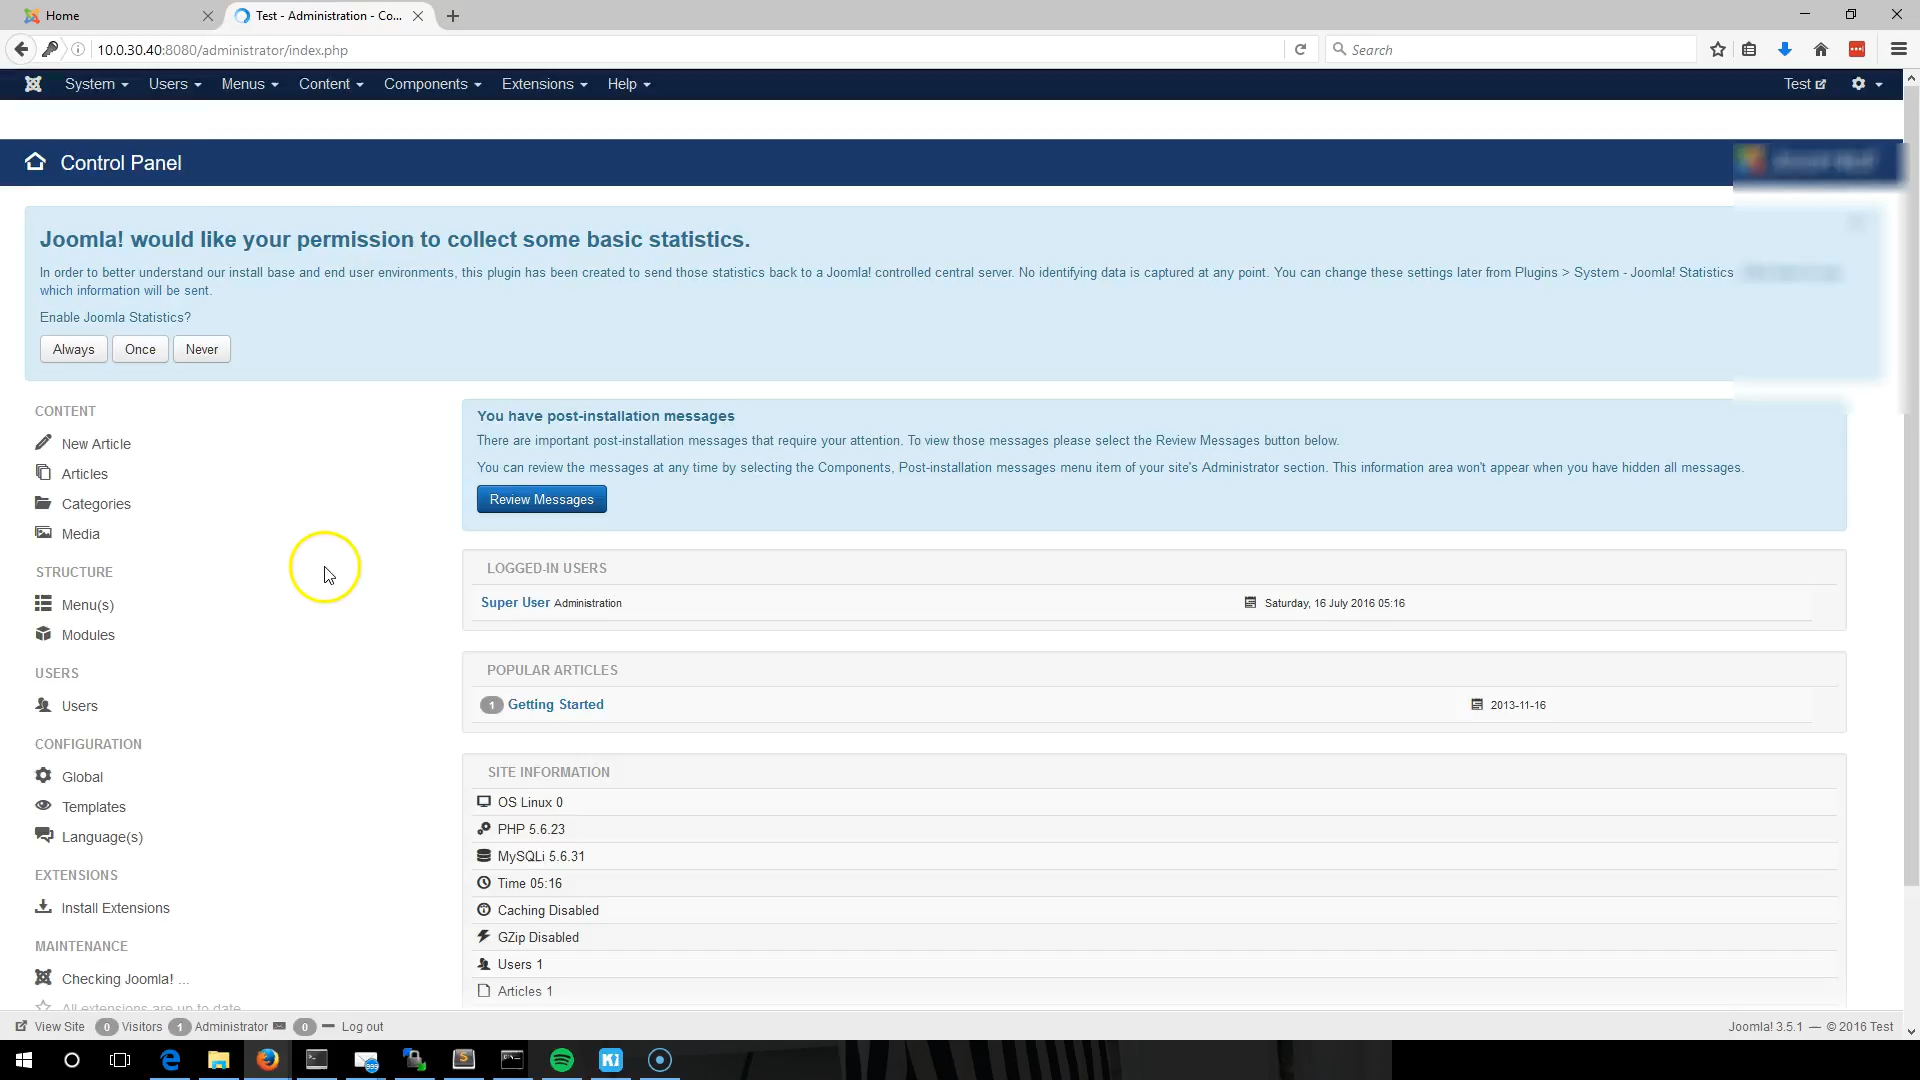 Home
Test - Administration - Co...
10.0.30.40:8080/administrator/index.php
Search
System Users Menus Content Components Extensions Help Test
Control Panel
Joomla! would like your permission to collect some basic statistics.
In order to better understand our install base and end user environments, this plugin has been created to send those statistics back to a Joomla! controlled central server. No identifying data is captured at any point. You can change these settings later from Plugins > System - Joomla! Statistics
which information will be sent.
Enable Joomla Statistics?
Always Once Never
CONTENT
New Article
Articles
Categories
Media
STRUCTURE
Menu(s)
Modules
USERS
Users
CONFIGURATION
Global
Templates
Language(s)
EXTENSIONS
Install Extensions
MAINTENANCE
Checking Joomla! ...
All extensions are up to date
You have post-installation messages
There are important post-installation messages that require your attention. To view those messages please select the Review Messages button below.
You can review the messages at any time by selecting the Components, Post-installation messages menu item of your site's Administrator section. This information area won't appear when you have hidden all messages.
Review Messages
LOGGED-IN USERS
Super User Administration Saturday, 16 July 2016 05:16
POPULAR ARTICLES
1 Getting Started 2013-11-16
SITE INFORMATION
OS Linux 0
PHP 5.6.23
MySQLi 5.6.31
Time 05:16
Caching Disabled
GZip Disabled
Users 1
Articles 1
View Site 0 Visitors 1 Administrator 0 Log out Joomla! 3.5.1 — © 2016 Test